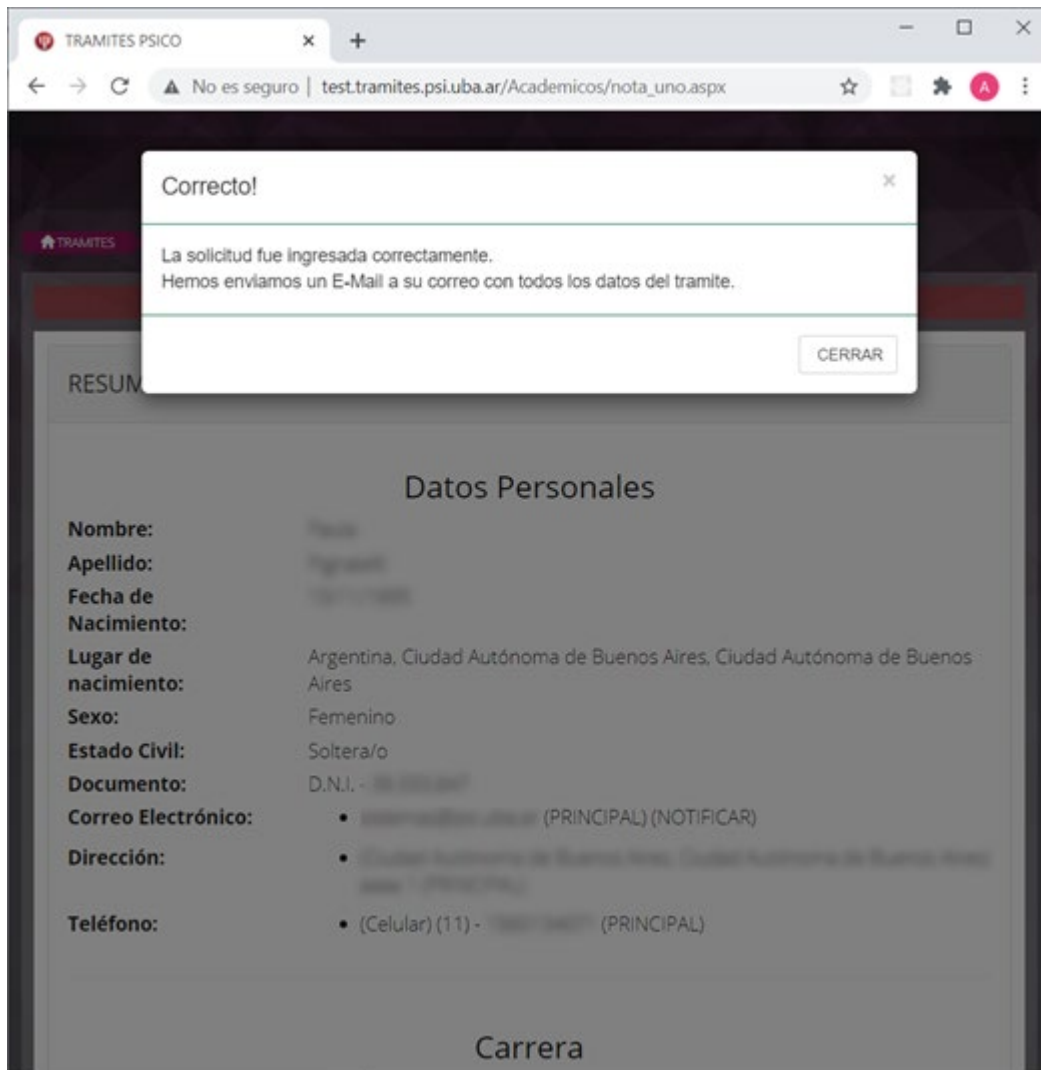 TRAMITES PSICO
No es seguro | test.tramites.psi.uba.ar/Academicos/nota_uno.aspx
A
Correcto!
TRAMITES
La solicitud fue ingresada correctamente.
Hemos enviamos un E-Mail a su correo con todos los datos del tramite.
CERRAR
RESUM
Datos Personales
Nombre:
Apellido:
Fecha de
Nacimiento:
Lugar de
nacimiento:
Argentina, Ciudad Autónoma de Buenos Aires, Ciudad Autónoma de Buenos
Aires
Sexo: Femenino
Estado Civil: Soltera/o
Documento: D.N.I. -
Correo Electrónico: • (PRINCIPAL) (NOTIFICAR)
Dirección: •
Teléfono: • (Celular) (11) - (PRINCIPAL)
Carrera